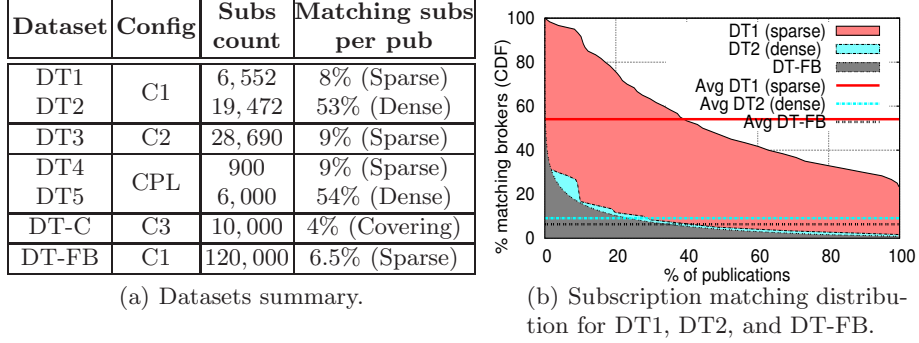 Dataset Config Subs count Matching subs per pub
DT1 C1 6,552 8% (Sparse)
DT2 19,472 53% (Dense)
DT3 C2 28,690 9% (Sparse)
DT4 CPL 900 9% (Sparse)
DT5 6,000 54% (Dense)
DT-C C3 10,000 4% (Covering)
DT-FB C1 120,000 6.5% (Sparse)
(a) Datasets summary.
% matching brokers (CDF)
100
80
60
40
20
0
DT1 (sparse)
DT2 (dense)
DT-FB
Avg DT1 (sparse)
Avg DT2 (dense)
Avg DT-FB
0 20 40 60 80 100
% of publications
(b) Subscription matching distribu-
tion for DT1, DT2, and DT-FB.